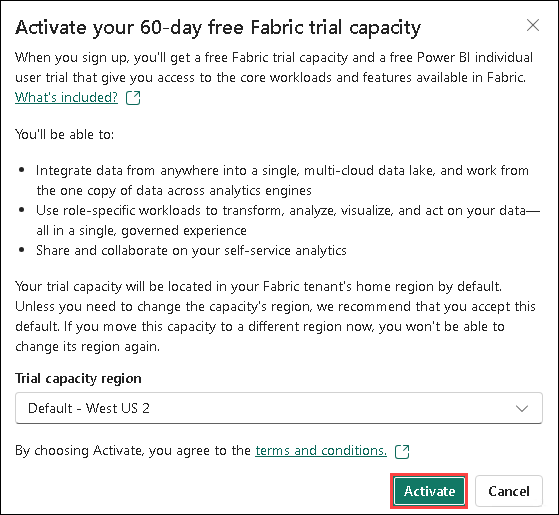 Activate your 60-day free Fabric trial capacity
When you sign up, you'll get a free Fabric trial capacity and a free Power BI individual
user trial that give you access to the core workloads and features available in Fabric.
What's included?
You'll be able to:
• Integrate data from anywhere into a single, multi-cloud data lake, and work from
the one copy of data across analytics engines
• Use role-specific workloads to transform, analyze, visualize, and act on your data—
all in a single, governed experience
• Share and collaborate on your self-service analytics
Your trial capacity will be located in your Fabric tenant's home region by default.
Unless you need to change the capacity's region, we recommend that you accept this
default. If you move this capacity to a different region now, you won't be able to
change its region again.
Trial capacity region
Default - West US 2
By choosing Activate, you agree to the terms and conditions.
Activate Cancel